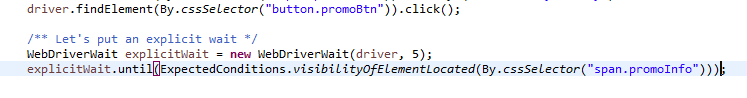 driver.findElement(By.cssSelector("button.promoBtn")).click();
/** Let's put an explicit wait */
WebDriverWait explicitWait = new WebDriverWait(driver, 5);
explicitWait.until(ExpectedConditions.visibilityOfElementLocated(By.cssSelector("span.promoInfo")));